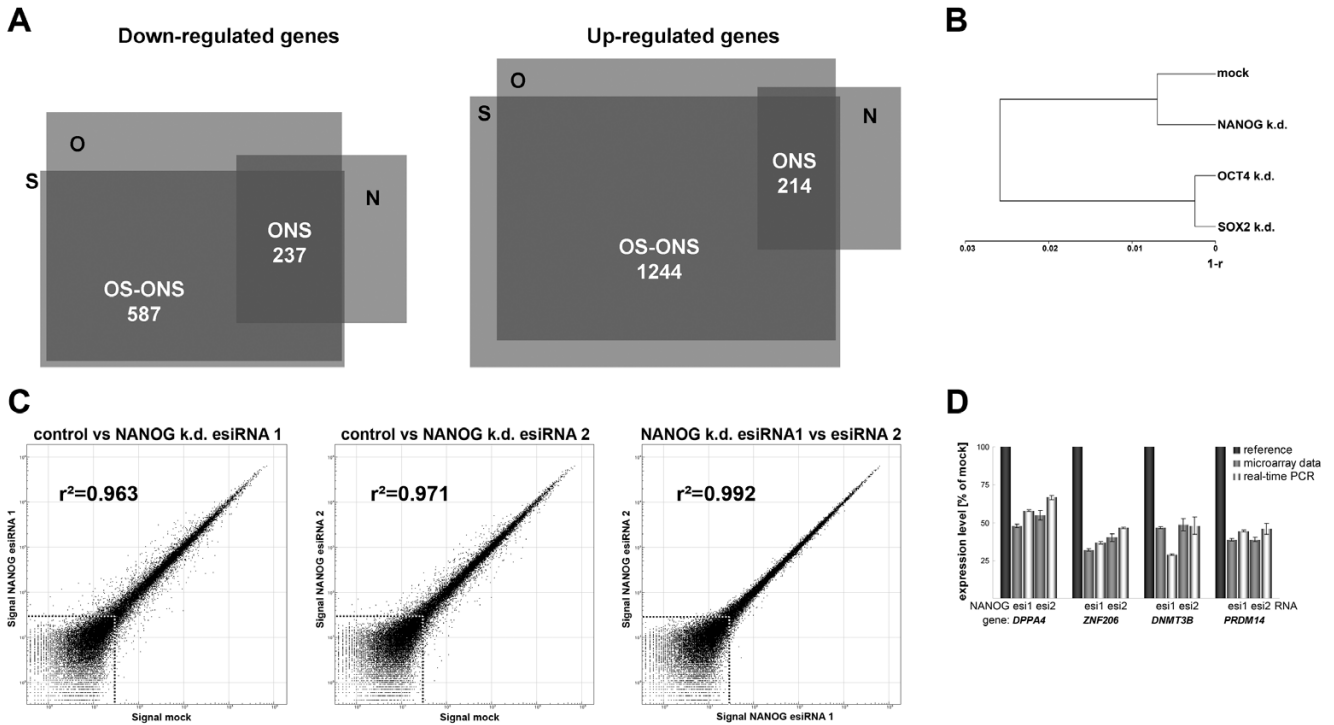 A
Down-regulated genes
Up-regulated genes
O
S
N
ONS
237
OS-ONS
587
O
S
N
ONS
214
OS-ONS
1244
B
mock
NANOG k.d.
OCT4 k.d.
SOX2 k.d.
0.03 0.02 0.01 0
1-r
C
control vs NANOG k.d. esiRNA 1
r²=0.963
Signal NANOG esiRNA 1
Signal mock
control vs NANOG k.d. esiRNA 2
r²=0.971
Signal NANOG esiRNA 2
Signal mock
NANOG k.d. esiRNA1 vs esiRNA 2
r²=0.992
Signal NANOG esiRNA 2
Signal NANOG esiRNA 1
D
expression level [% of mock]
100
75
50
25
reference
microarray data
real-time PCR
NANOG esi1 esi2 esi1 esi2 esi1 esi2 esi1 esi2 RNA
gene: DPPA4 ZNF206 DNMT3B PRDM14